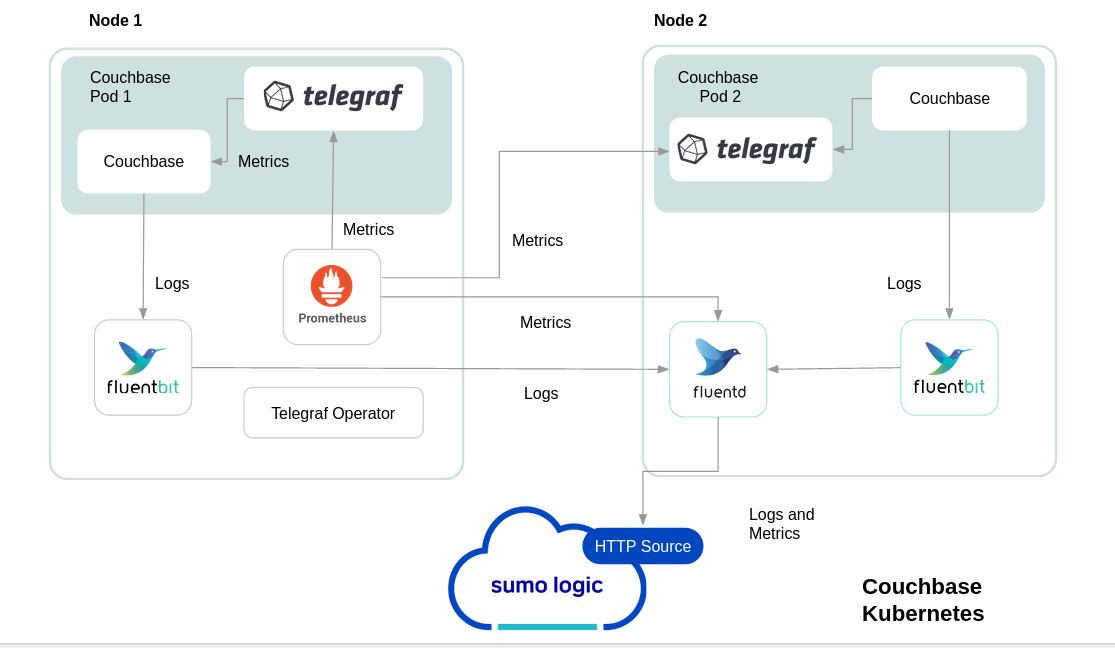 Node 1
Node 2
Couchbase
Pod 1
telegraf
Couchbase
Metrics
Metrics
Logs
Prometheus
fluentbit
Telegraf Operator
Metrics
Metrics
Logs
Couchbase
Pod 2
Couchbase
telegraf
Logs
fluentd
fluentbit
Logs and
Metrics
HTTP Source
sumo logic
Couchbase
Kubernetes